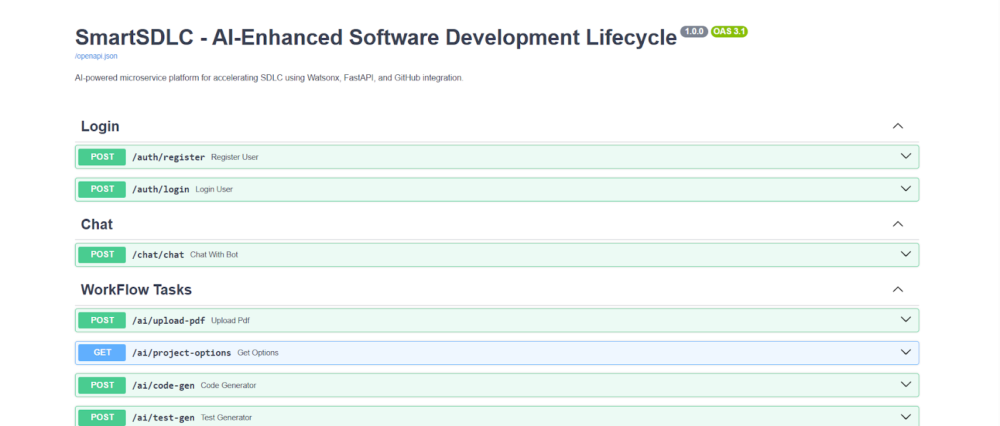 SmartSDLC - AI-Enhanced Software Development Lifecycle 1.0.0 OAS 3.1
/openapi.json
AI-powered microservice platform for accelerating SDLC using Watsonx, FastAPI, and GitHub integration.
Login
POST /auth/register Register User
POST /auth/login Login User
Chat
POST /chat/chat Chat With Bot
WorkFlow Tasks
POST /ai/upload-pdf Upload Pdf
GET /ai/project-options Get Options
POST /ai/code-gen Code Generator
POST /ai/test-gen Test Generator